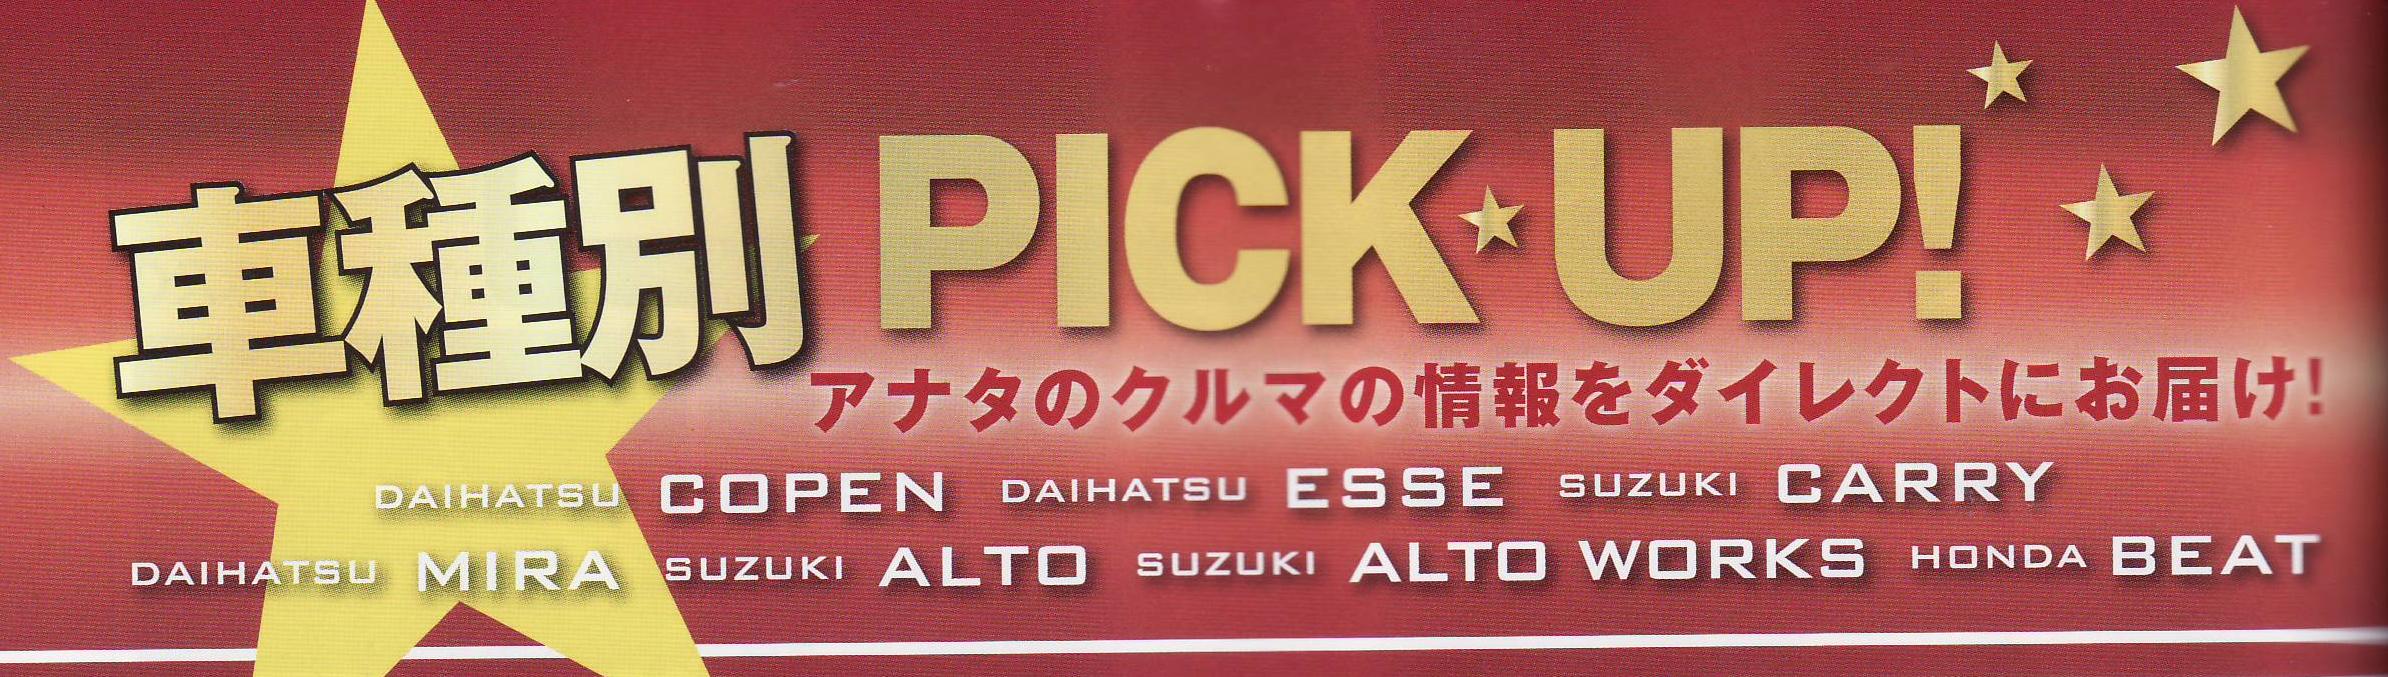 車種別 PICK★UP!
アナタのクルマの情報をダイレクトにお届け!
DAIHATSU COPEN DAIHATSU ESSE SUZUKI CARRY
DAIHATSU MIRA SUZUKI ALTO SUZUKI ALTO WORKS HONDA BEAT